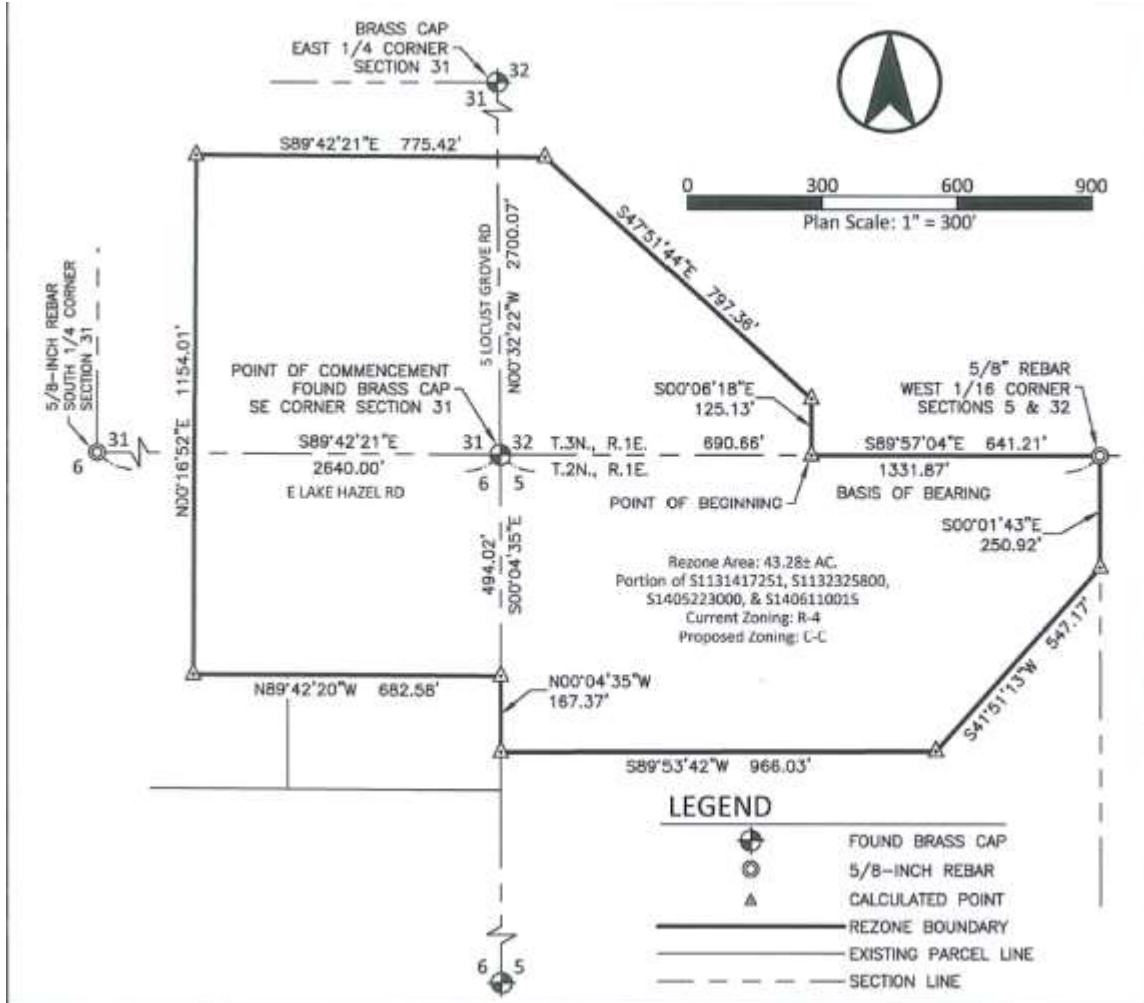 BRASS CAP
EAST 1/4 CORNER
SECTION 31
32
31
S89°42'21"E 775.42'
0 300 600 900
Plan Scale: 1" = 300'
S47°51'44"E 797.36'
S LOCUST GROVE RD
N00°32'22"W 2700.07'
5/8-INCH REBAR
SOUTH 1/4 CORNER
SECTION 31
N00°16'52"E 1154.01'
POINT OF COMMENCEMENT
FOUND BRASS CAP
SE CORNER SECTION 31
S00°06'18"E
125.13'
5/8" REBAR
WEST 1/16 CORNER
SECTIONS 5 & 32
31
6
S89°42'21"E
2640.00'
E LAKE HAZEL RD
31 32
6 5
T.3N., R.1E.
T.2N., R.1E.
690.66'
S89°57'04"E 641.21'
1331.87'
BASIS OF BEARING
POINT OF BEGINNING
S00°01'43"E
250.92'
494.02'
S00°04'35"E
Rezone Area: 43.28± AC.
Portion of S1131417251, S1132325800,
S1405223000, & S1406110015
Current Zoning: R-4
Proposed Zoning: C-C
S41°51'13"W 547.17'
N89°42'20"W 682.58'
N00°04'35"W
167.37'
S89°53'42"W 966.03'
LEGEND
FOUND BRASS CAP
5/8-INCH REBAR
CALCULATED POINT
REZONE BOUNDARY
EXISTING PARCEL LINE
SECTION LINE
6 5